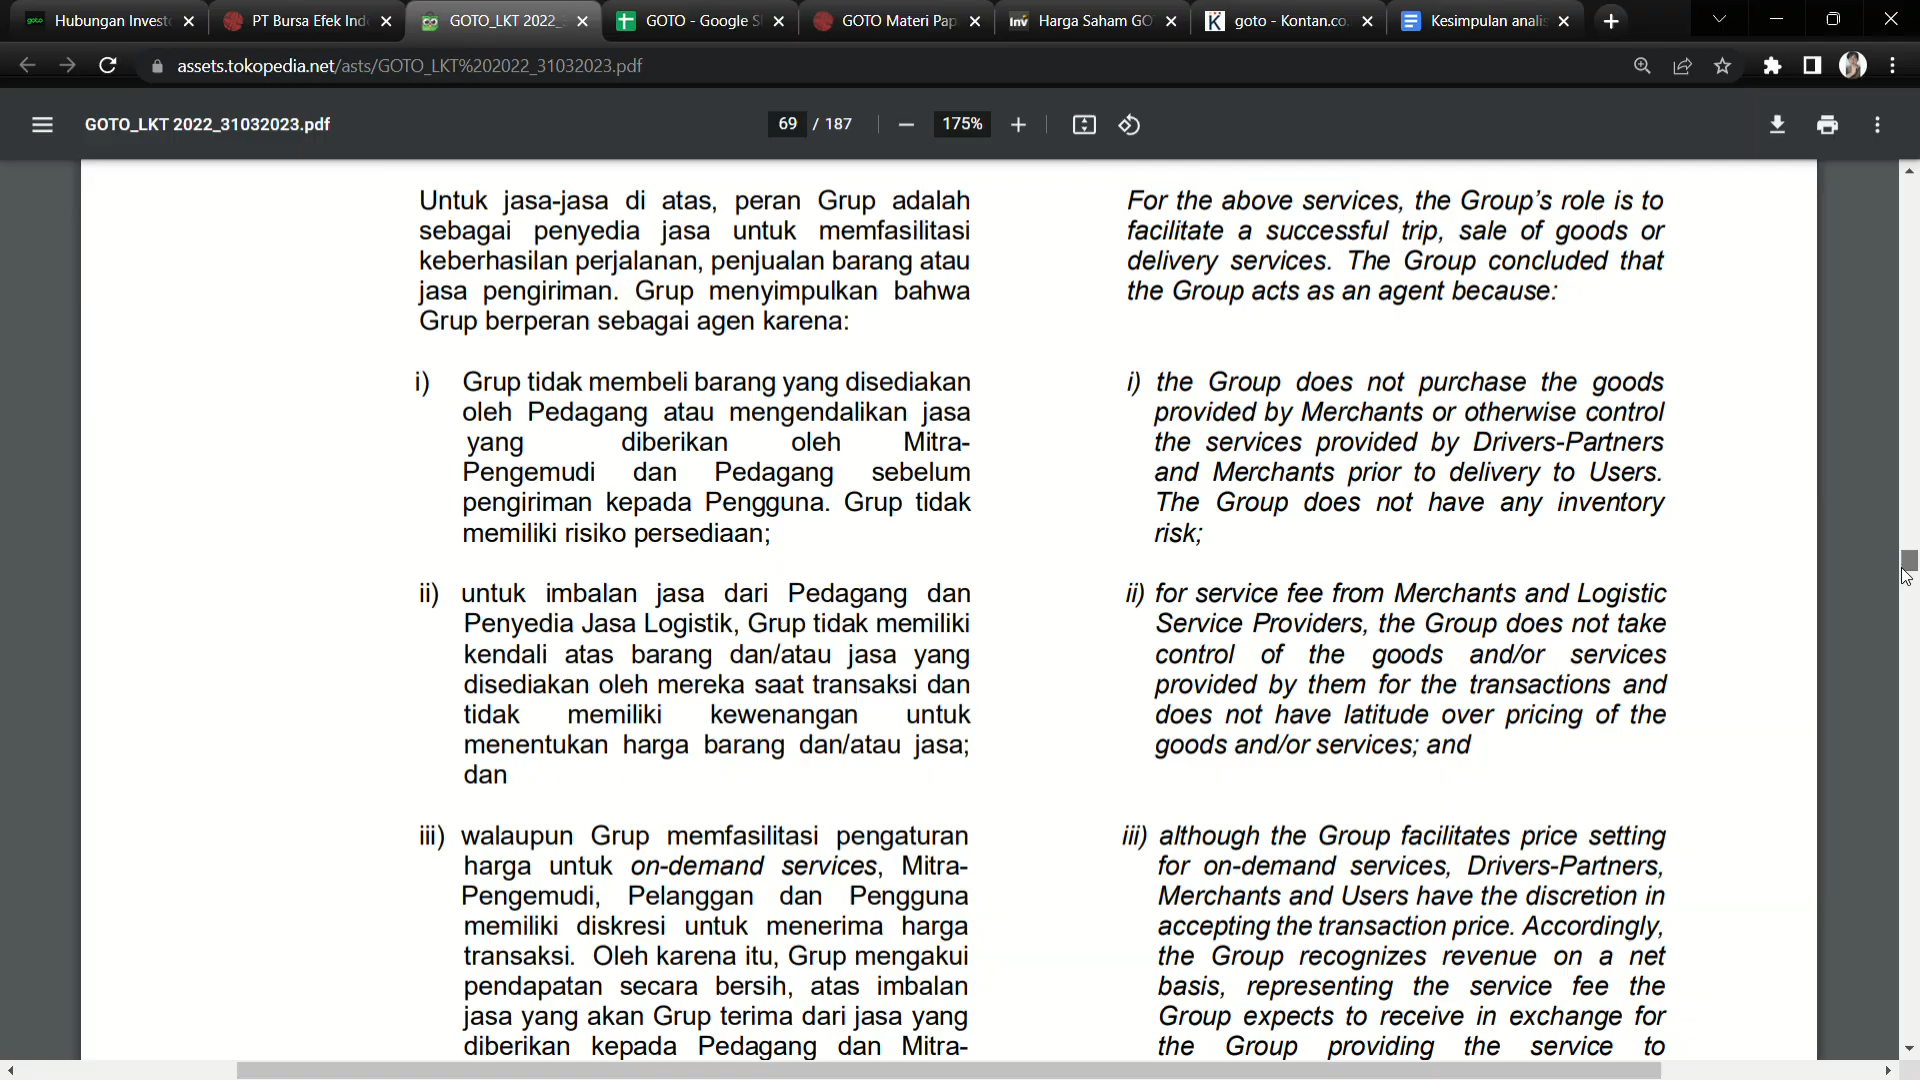 goto Hubungan Invest
PT Bursa Efek Ind
GOTO_LKT 2022_
GOTO - Google S
GOTO Materi Pap
Inv Harga Saham GO
K goto - Kontan.co
Kesimpulan analis
assets.tokopedia.net/asts/GOTO_LKT%202022_31032023.pdf
GOTO_LKT 2022_31032023.pdf
69 / 187
175%
Untuk jasa-jasa di atas, peran Grup adalah
sebagai penyedia jasa untuk memfasilitasi
keberhasilan perjalanan, penjualan barang atau
jasa pengiriman. Grup menyimpulkan bahwa
Grup berperan sebagai agen karena:
i) Grup tidak membeli barang yang disediakan
oleh Pedagang atau mengendalikan jasa
yang diberikan oleh Mitra-
Pengemudi dan Pedagang sebelum
pengiriman kepada Pengguna. Grup tidak
memiliki risiko persediaan;
ii) untuk imbalan jasa dari Pedagang dan
Penyedia Jasa Logistik, Grup tidak memiliki
kendali atas barang dan/atau jasa yang
disediakan oleh mereka saat transaksi dan
tidak memiliki kewenangan untuk
menentukan harga barang dan/atau jasa;
dan
iii) walaupun Grup memfasilitasi pengaturan
harga untuk on-demand services, Mitra-
Pengemudi, Pelanggan dan Pengguna
memiliki diskresi untuk menerima harga
transaksi. Oleh karena itu, Grup mengakui
pendapatan secara bersih, atas imbalan
jasa yang akan Grup terima dari jasa yang
diberikan kepada Pedagang dan Mitra-
For the above services, the Group's role is to
facilitate a successful trip, sale of goods or
delivery services. The Group concluded that
the Group acts as an agent because:
i) the Group does not purchase the goods
provided by Merchants or otherwise control
the services provided by Drivers-Partners
and Merchants prior to delivery to Users.
The Group does not have any inventory
risk;
ii) for service fee from Merchants and Logistic
Service Providers, the Group does not take
control of the goods and/or services
provided by them for the transactions and
does not have latitude over pricing of the
goods and/or services; and
iii) although the Group facilitates price setting
for on-demand services, Drivers-Partners,
Merchants and Users have the discretion in
accepting the transaction price. Accordingly,
the Group recognizes revenue on a net
basis, representing the service fee the
Group expects to receive in exchange for
the Group providing the service to